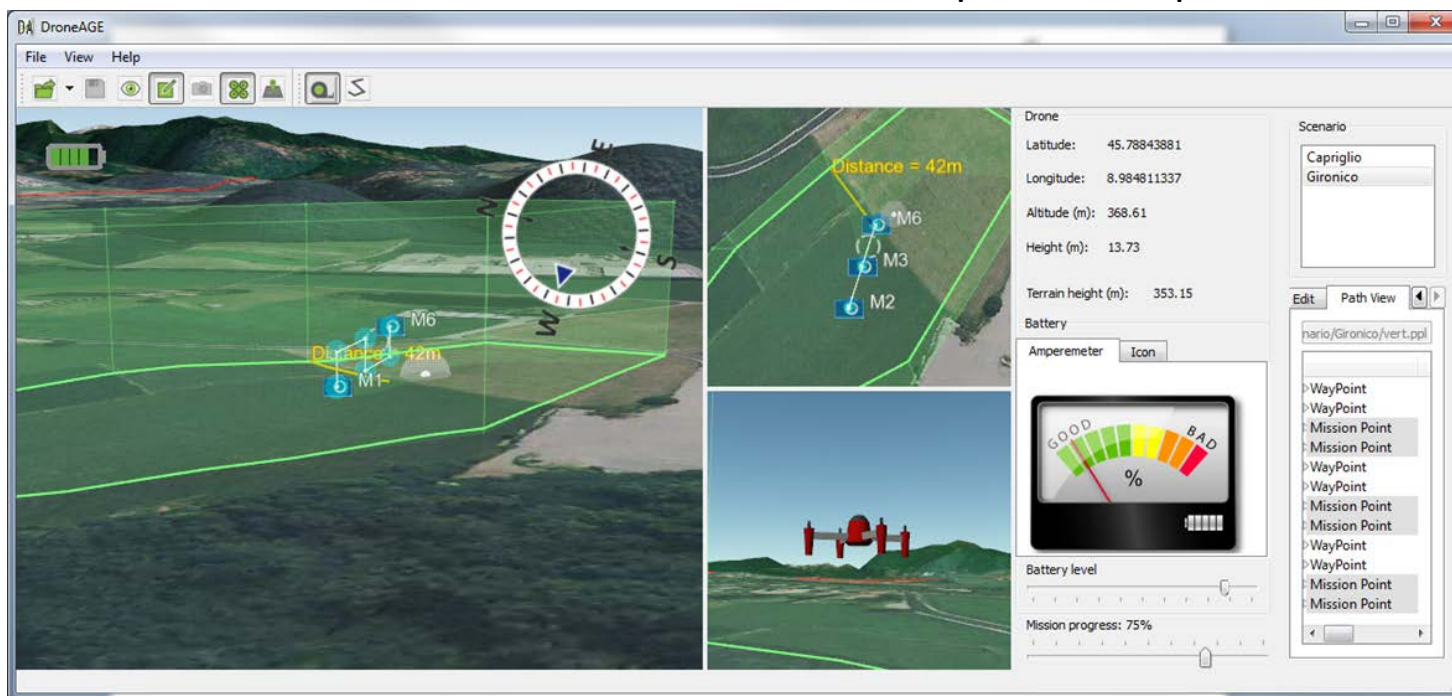 DroneAGE
File View Help
E
N
S
W
M6
Distance = 42m
M1
Distance = 42m
M6
M3
M2
Drone
Latitude: 45.78843881
Longitude: 8.984811337
Altitude (m): 368.61
Height (m): 13.73
Terrain height (m): 353.15
Battery
Amperemeter Icon
GOOD BAD
%
Battery level
Mission progress: 75%
Scenario
Capriglio
Gironico
Edit Path View
nario/Gironico/vert.ppl
WayPoint
WayPoint
Mission Point
Mission Point
WayPoint
WayPoint
Mission Point
Mission Point
WayPoint
WayPoint
Mission Point
Mission Point